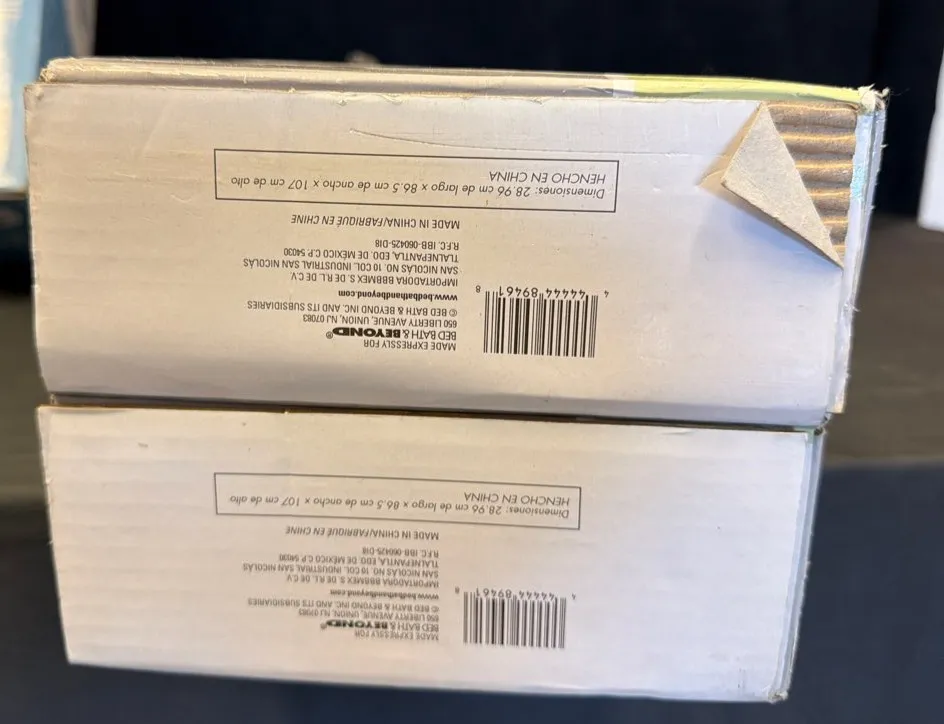 MADE EXPRESSLY FOR
BED BATH & BEYOND®
650 LIBERTY AVENUE, UNION, NJ 07083
© BED BATH & BEYOND INC. AND ITS SUBSIDIARIES
www.bedbathandbeyond.com
IMPORTADORA BBBMEX S. DE R.L. DE C.V.
SAN NICOLÁS NO. 10 COL. INDUSTRIAL SAN NICOLÁS
TLALNEPANTLA, EDO. DE MÉXICO C.P. 54030
R.F.C. IBB-060425-D18
MADE IN CHINA/FABRIQUÉ EN CHINE
Dimensiones: 28.96 cm de largo x 86.5 cm de ancho x 107 cm de alto
HENCHO EN CHINA
4 44444 89461 8
MADE EXPRESSLY FOR
BED BATH & BEYOND®
650 LIBERTY AVENUE, UNION, NJ 07083
© BED BATH & BEYOND INC. AND ITS SUBSIDIARIES
www.bedbathandbeyond.com
IMPORTADORA BBBMEX S. DE R.L. DE C.V.
SAN NICOLÁS NO. 10 COL. INDUSTRIAL SAN NICOLÁS
TLALNEPANTLA, EDO. DE MÉXICO C.P. 54030
R.F.C. IBB-060425-D18
MADE IN CHINA/FABRIQUÉ EN CHINE
Dimensiones: 28.96 cm de largo x 86.5 cm de ancho x 107 cm de alto
HENCHO EN CHINA
4 44444 89461 8